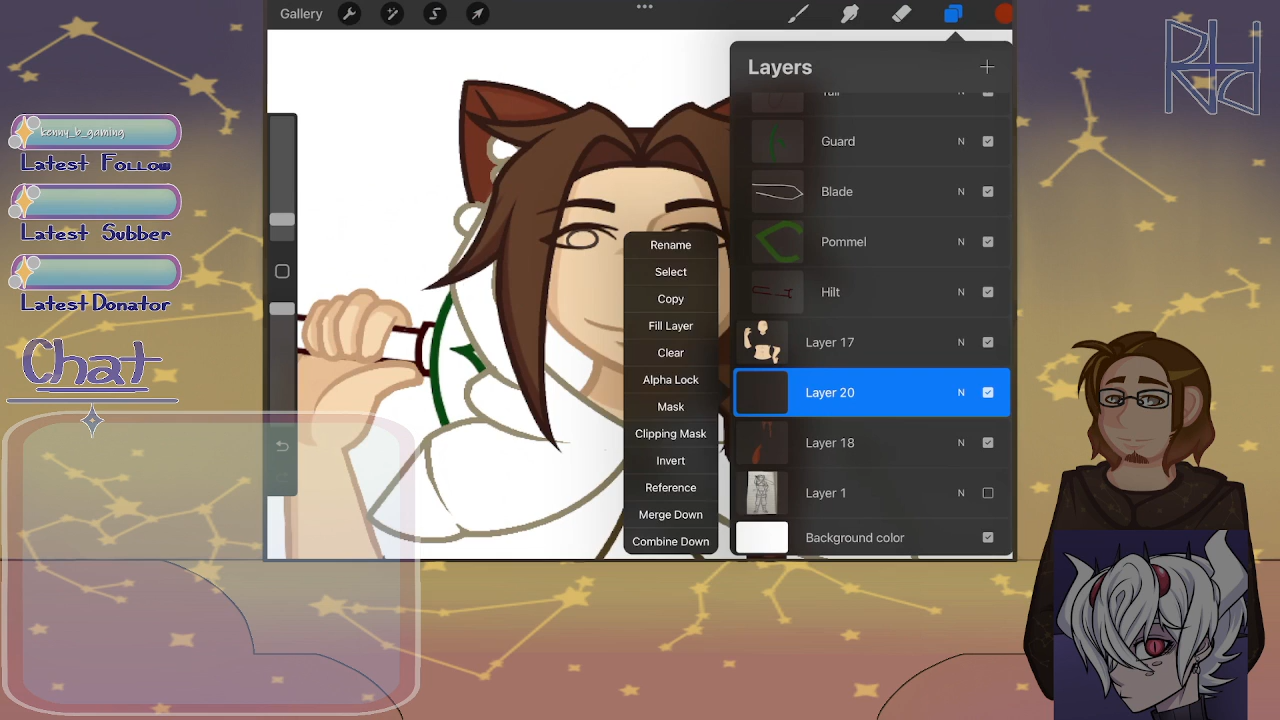 Gallery
Layers
kenny_b_gaming
Latest Follow
Guard N
Blade N
Latest Subber
Pommel N
Latest Donator
Hilt N
Layer 17 N
Layer 20 N
Layer 18 N
Layer 1 N
Background color
Rename
Select
Copy
Fill Layer
Clear
Alpha Lock
Mask
Clipping Mask
Invert
Reference
Merge Down
Combine Down
Chat